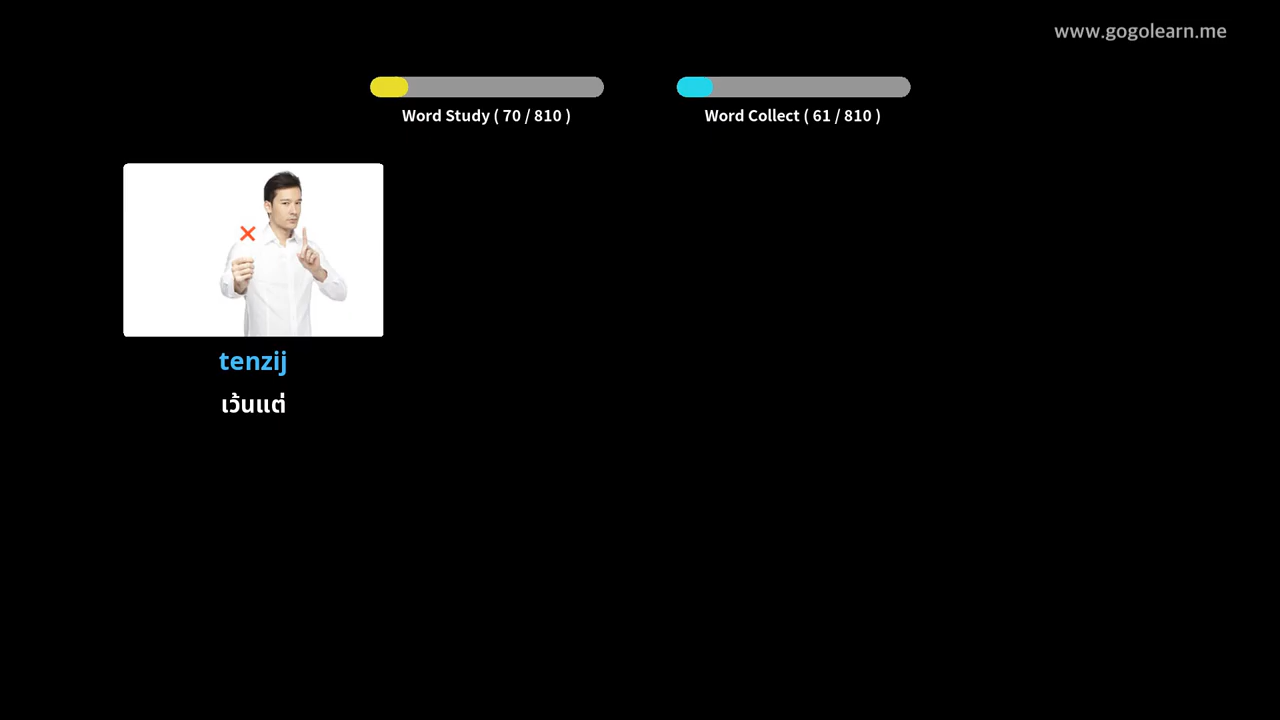 www.gogolearn.me
Word Study ( 70 / 810 )
Word Collect ( 61 / 810 )
tenzij
เว้นแต่